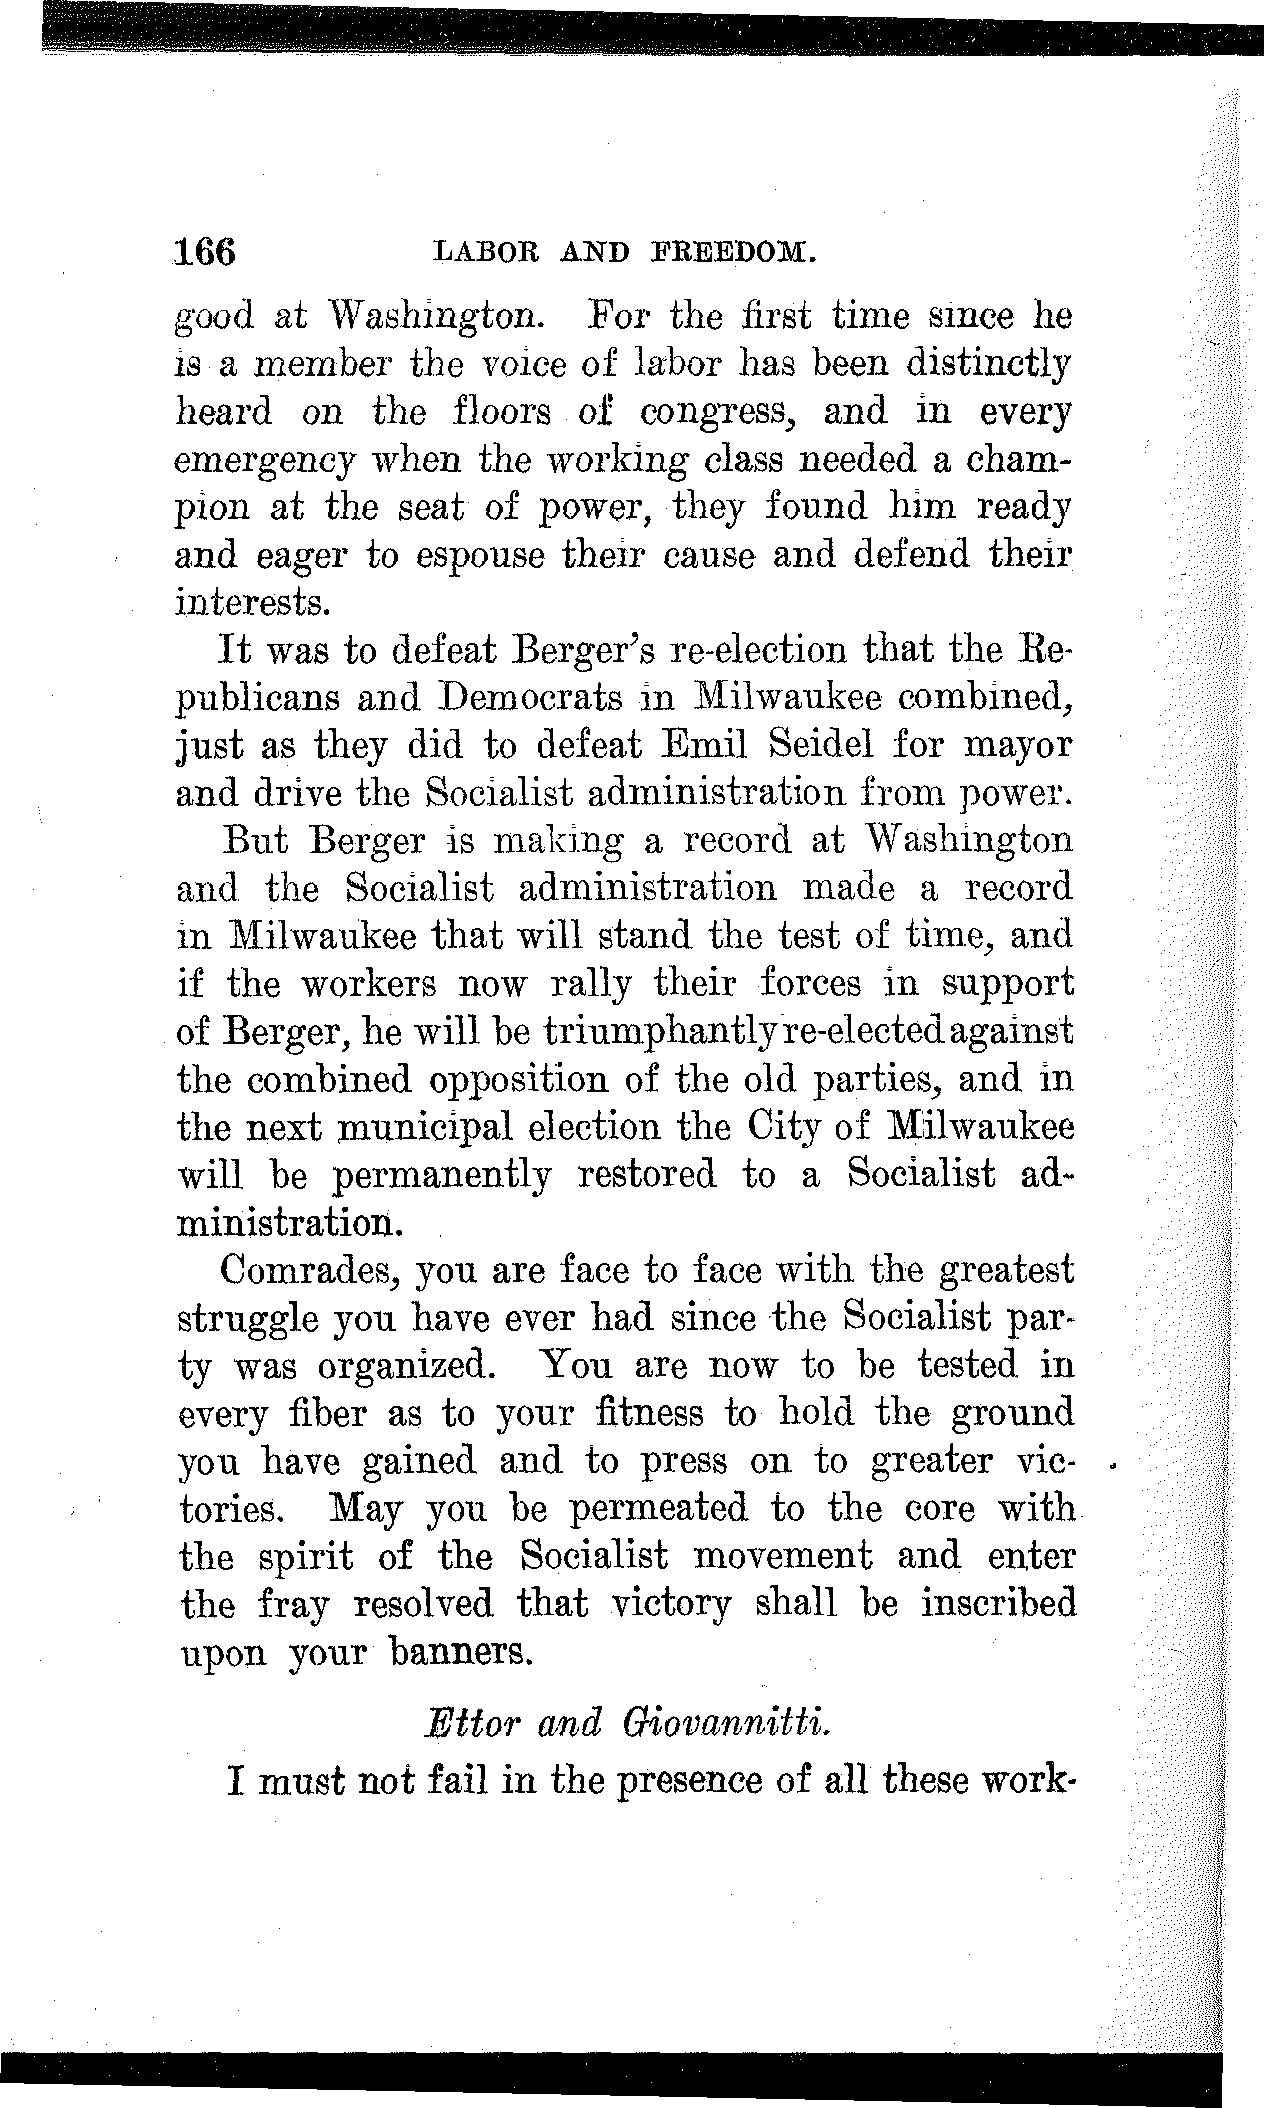 166 LABOR AND FREEDOM.
good at Washington. For the first time since he
is a member the voice of labor has been distinctly
heard on the floors of congress, and in every
emergency when the working class needed a cham-
pion at the seat of power, they found him ready
and eager to espouse their cause and defend their
interests.
It was to defeat Berger's re-election that the Re-
publicans and Democrats in Milwaukee combined,
just as they did to defeat Emil Seidel for mayor
and drive the Socialist administration from power.
But Berger is making a record at Washington
and the Socialist administration made a record
in Milwaukee that will stand the test of time, and
if the workers now rally their forces in support
of Berger, he will be triumphantly re-elected against
the combined opposition of the old parties, and in
the next municipal election the City of Milwaukee
will be permanently restored to a Socialist ad-
ministration.
Comrades, you are face to face with the greatest
struggle you have ever had since the Socialist par-
ty was organized. You are now to be tested in
every fiber as to your fitness to hold the ground
you have gained and to press on to greater vic-
tories. May you be permeated to the core with
the spirit of the Socialist movement and enter
the fray resolved that victory shall be inscribed
upon your banners.
Ettor and Giovannitti.
I must not fail in the presence of all these work-